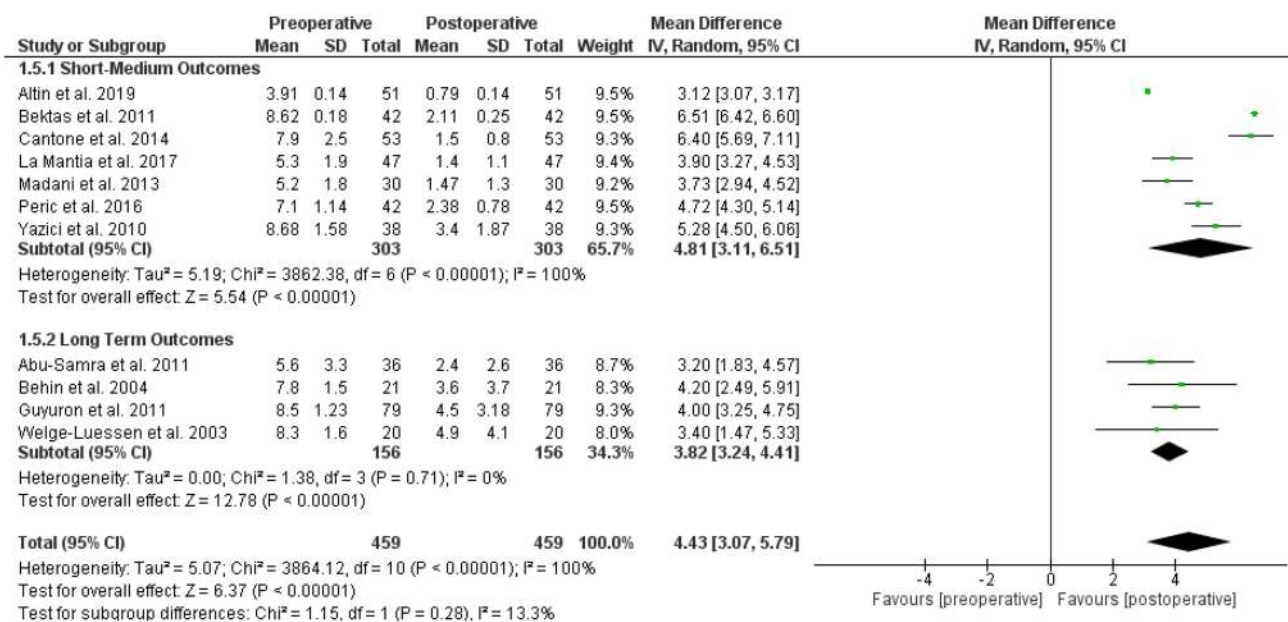 Preoperative Postoperative Mean Difference Mean Difference
Study or Subgroup Mean SD Total Mean SD Total Weight IV, Random, 95% CI IV, Random, 95% CI
1.5.1 Short-Medium Outcomes
Altin et al. 2019 3.91 0.14 51 0.79 0.14 51 9.5% 3.12 [3.07, 3.17]
Bektas et al. 2011 8.62 0.18 42 2.11 0.25 42 9.5% 6.51 [6.42, 6.60]
Cantone et al. 2014 7.9 2.5 53 1.5 0.8 53 9.3% 6.40 [5.69, 7.11]
La Mantia et al. 2017 5.3 1.9 47 1.4 1.1 47 9.4% 3.90 [3.27, 4.53]
Madani et al. 2013 5.2 1.8 30 1.47 1.3 30 9.2% 3.73 [2.94, 4.52]
Peric et al. 2016 7.1 1.14 42 2.38 0.78 42 9.5% 4.72 [4.30, 5.14]
Yazici et al. 2010 8.68 1.58 38 3.4 1.87 38 9.3% 5.28 [4.50, 6.06]
Subtotal (95% CI) 303 303 65.7% 4.81 [3.11, 6.51]
Heterogeneity: Tau² = 5.19; Chi² = 3862.38, df = 6 (P < 0.00001); I² = 100%
Test for overall effect: Z = 5.54 (P < 0.00001)
1.5.2 Long Term Outcomes
Abu-Samra et al. 2011 5.6 3.3 36 2.4 2.6 36 8.7% 3.20 [1.83, 4.57]
Behin et al. 2004 7.8 1.5 21 3.6 3.7 21 8.3% 4.20 [2.49, 5.91]
Guyuron et al. 2011 8.5 1.23 79 4.5 3.18 79 9.3% 4.00 [3.25, 4.75]
Welge-Luessen et al. 2003 8.3 1.6 20 4.9 4.1 20 8.0% 3.40 [1.47, 5.33]
Subtotal (95% CI) 156 156 34.3% 3.82 [3.24, 4.41]
Heterogeneity: Tau² = 0.00; Chi² = 1.38, df = 3 (P = 0.71); I² = 0%
Test for overall effect: Z = 12.78 (P < 0.00001)
Total (95% CI) 459 459 100.0% 4.43 [3.07, 5.79]
Heterogeneity: Tau² = 5.07; Chi² = 3864.12, df = 10 (P < 0.00001); I² = 100%
Test for overall effect: Z = 6.37 (P < 0.00001)
Test for subgroup differences: Chi² = 1.15, df = 1 (P = 0.28), I² = 13.3%
-4 -2 0 2 4
Favours [preoperative] Favours [postoperative]